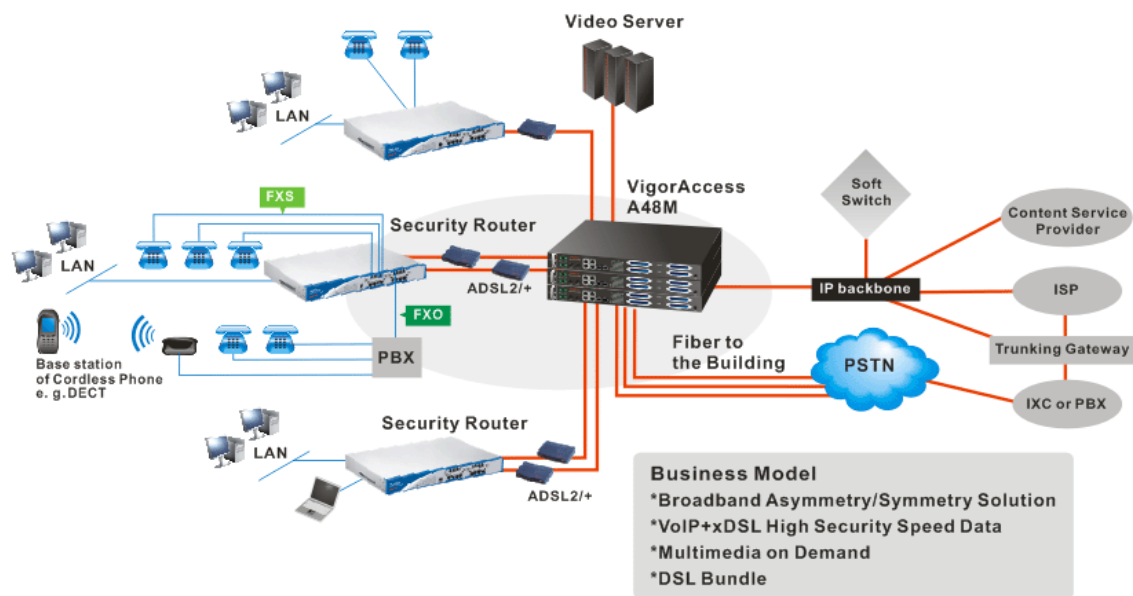 Video Server
LAN
VigorAccess
A48M
Soft
Switch
Content Service
Provider
FXS
Security Router
LAN
ADSL2/+
IP backbone
ISP
FXO
PBX
Base station
of Cordless Phone
e. g.DECT
Fiber to
the Building
PSTN
Trunking Gateway
IXC or PBX
Security Router
LAN
ADSL2/+
Business Model
*Broadband Asymmetry/Symmetry Solution
*VoIP+xDSL High Security Speed Data
*Multimedia on Demand
*DSL Bundle